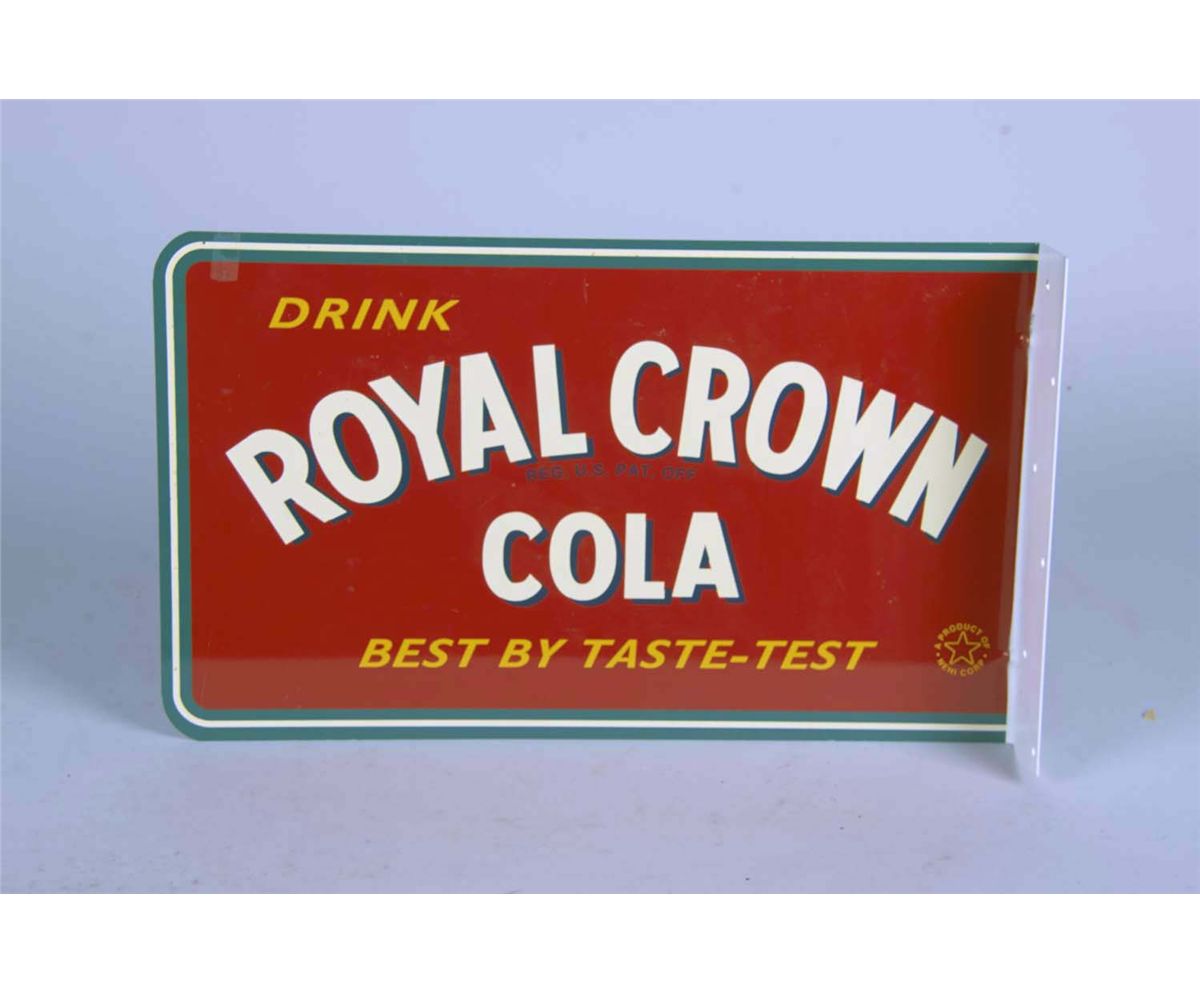 DRINK
ROYAL CROWN
REG. U.S. PAT. OFF
COLA
BEST BY TASTE-TEST
A PRODUCT OF
• NEHI CORP •